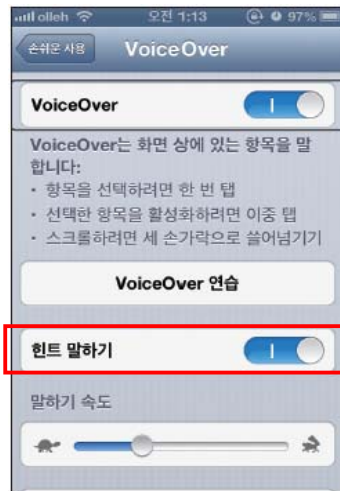 olleh 오전 1:13 97%
손쉬운 사용 VoiceOver
VoiceOver
VoiceOver는 화면 상에 있는 항목을 말
합니다:
• 항목을 선택하려면 한 번 탭
• 선택한 항목을 활성화하려면 이중 탭
• 스크롤하려면 세 손가락으로 쓸어넘기기
VoiceOver 연습
힌트 말하기
말하기 속도